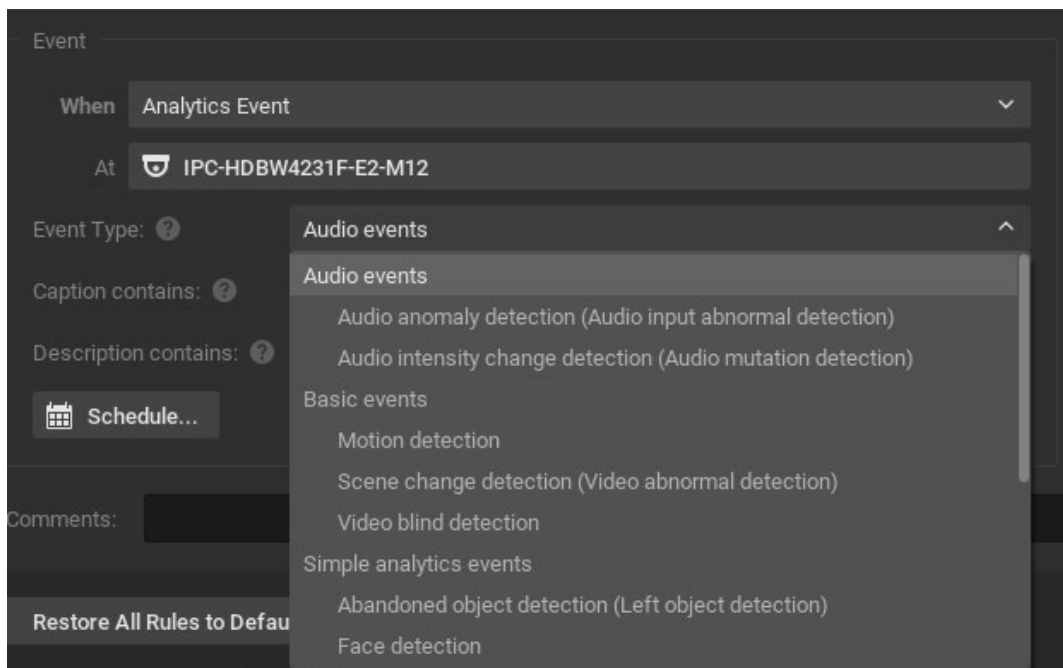 Event
When Analytics Event
At IPC-HDBW4231F-E2-M12
Event Type: Audio events
Audio events
Caption contains:
Audio anomaly detection (Audio input abnormal detection)
Audio intensity change detection (Audio mutation detection)
Description contains:
Basic events
Schedule...
Motion detection
Scene change detection (Video abnormal detection)
Comments:
Video blind detection
Simple analytics events
Abandoned object detection (Left object detection)
Restore All Rules to Defau
Face detection